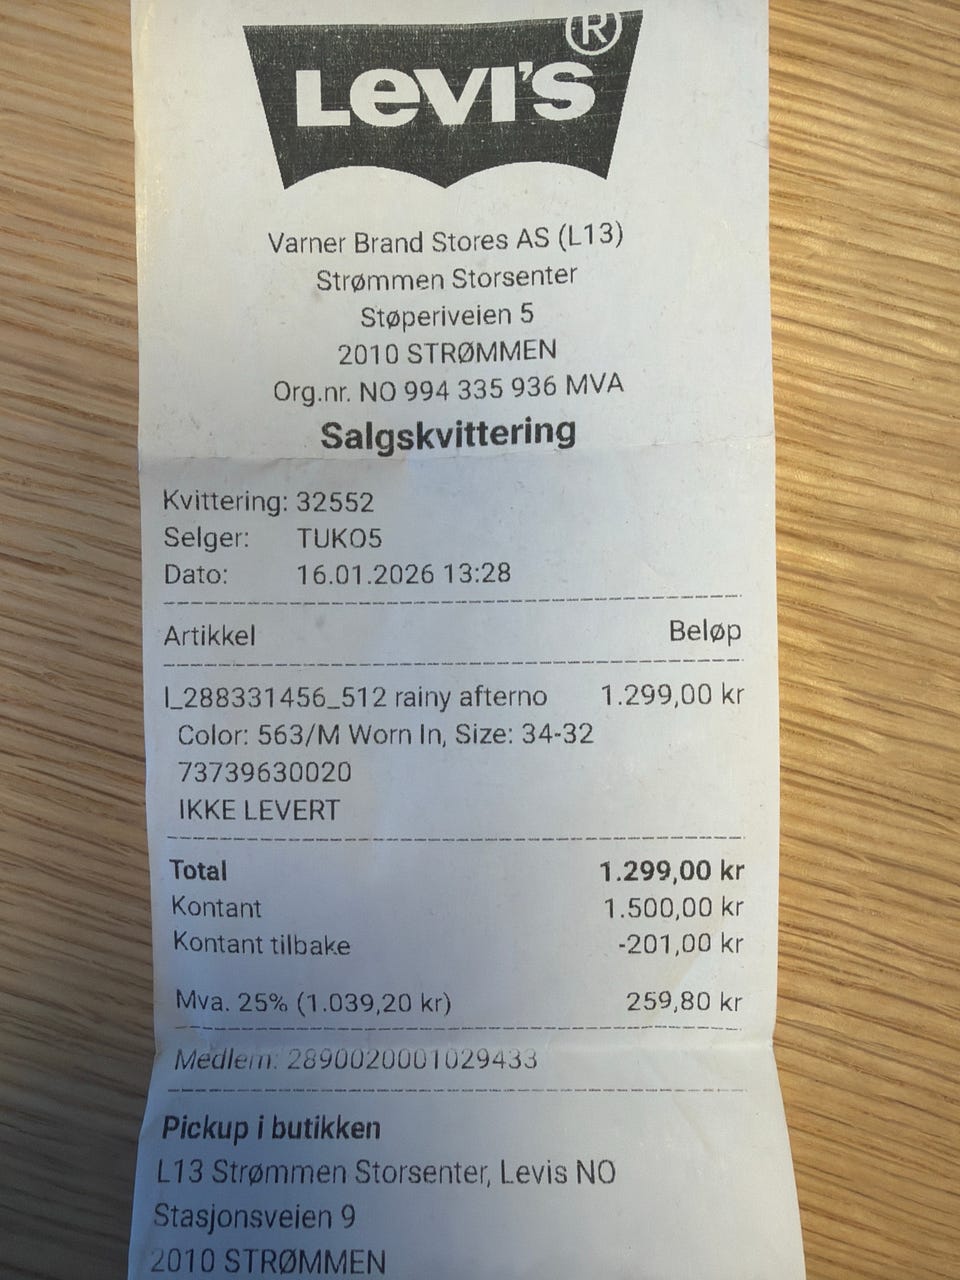 LEVI'S ®
Varner Brand Stores AS (L13)
Strømmen Storsenter
Støperiveien 5
2010 STRØMMEN
Org.nr. NO 994 335 936 MVA
Salgskvittering
Kvittering: 32552
Selger: TUKO5
Dato: 16.01.2026 13:28
Artikkel Beløp
l_288331456_512 rainy afterno 1.299,00 kr
Color: 563/M Worn In, Size: 34-32
73739630020
IKKE LEVERT
Total 1.299,00 kr
Kontant 1.500,00 kr
Kontant tilbake -201,00 kr
Mva. 25% (1.039,20 kr) 259,80 kr
Medlem: 2890020001029433
Pickup i butikken
L13 Strømmen Storsenter, Levis NO
Stasjonsveien 9
2010 STRØMMEN